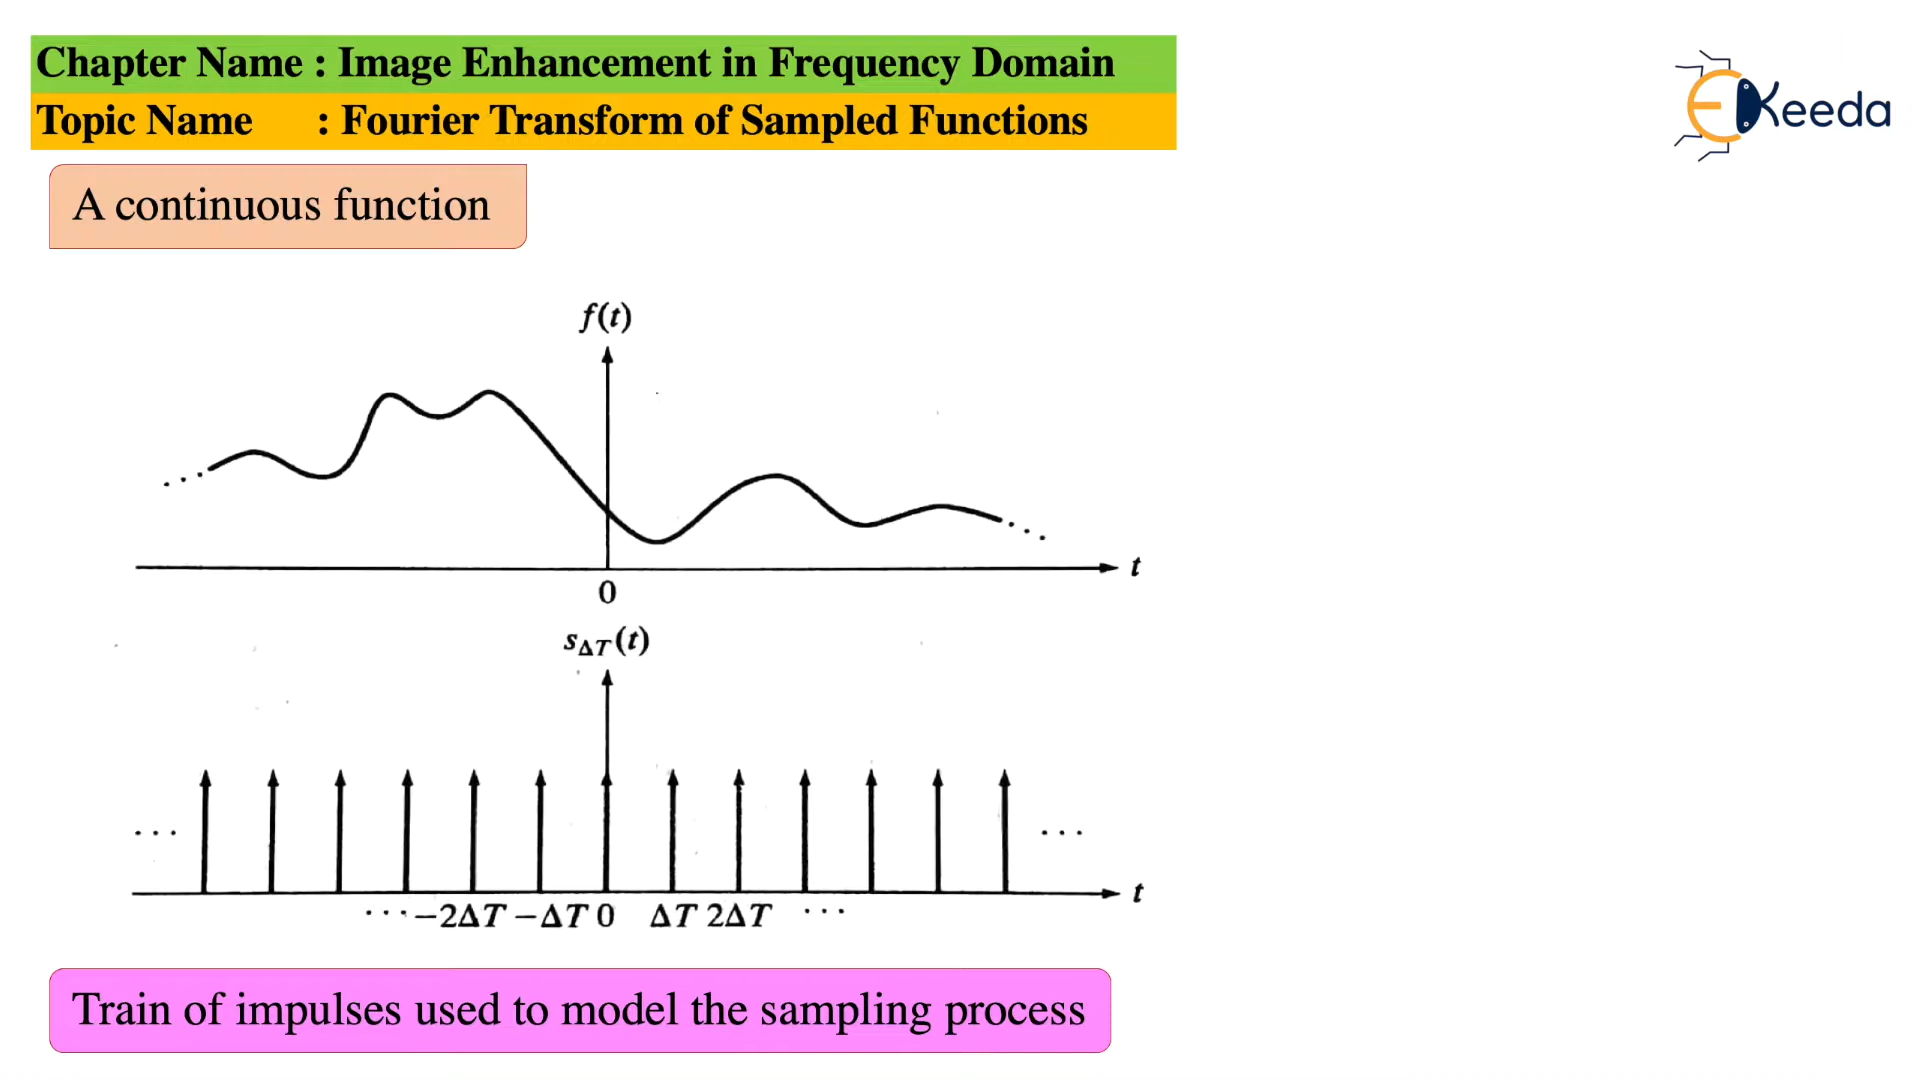 Chapter Name : Image Enhancement in Frequency Domain
Topic Name : Fourier Transform of Sampled Functions
EKeeda
A continuous function
f(t)
t
0
s_ΔT(t)
··· ···
t
··· −2ΔT −ΔT 0 ΔT 2ΔT ···
Train of impulses used to model the sampling process